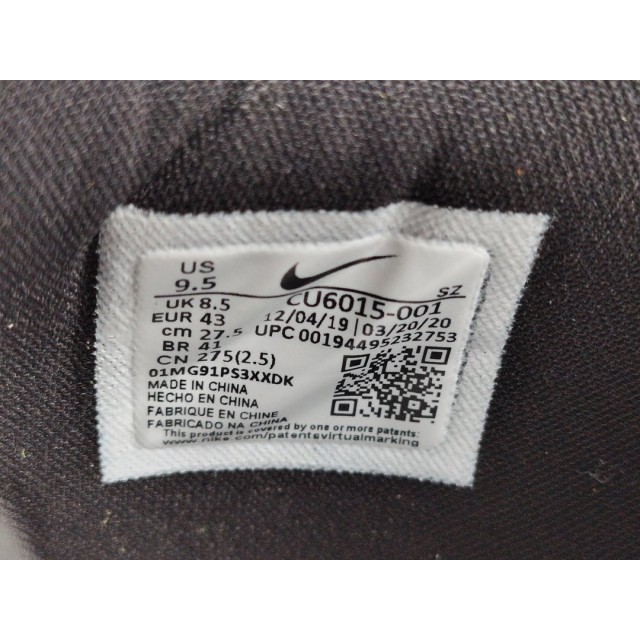 US
9.5
UK 8.5
EUR 43
cm 27.5
BR 41
CN 275(2.5)
CU6015-001
SZ
12/04/19 | 03/20/20
UPC 00194495232753
01MG91PS3XXDK
MADE IN CHINA
HECHO EN CHINA
FABRIQUE EN CHINE
FABRICADO NA CHINA
This product is covered by one or more patents
www.nike.com/patentsvirtualmarking